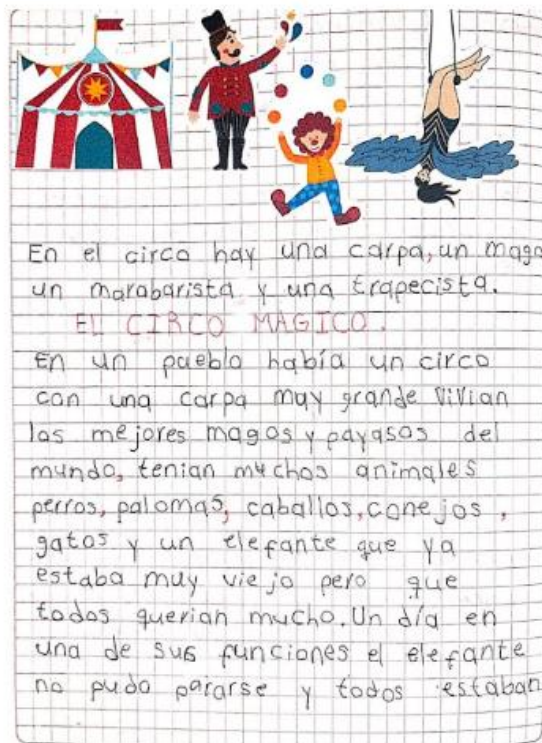 En el circo hay una carpa, un mago
un marabarista y una trapecista.
EL CIRCO MAGICO.
En un pueblo había un circo
con una carpa muy grande Vivian
los mejores magos y payasos del
mundo, tenian muchos animales
perros, palomas, caballos, conejos,
gatos y un elefante que ya
estaba muy viejo pero que
todos querian mucho. Un día en
una de sus funciones el elefante
no pudo pararse y todos estaban